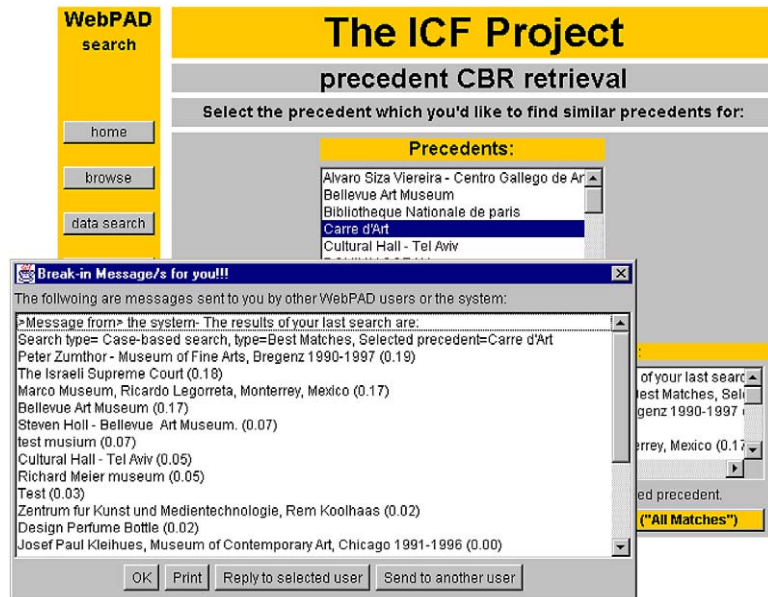 WebPAD
search
home
browse
data search
The ICF Project
precedent CBR retrieval
Select the precedent which you'd like to find similar precedents for:
Precedents:
Alvaro Siza Viereira - Centro Gallego de Ar
Bellevue Art Museum
Bibliotheque Nationale de paris
Carre d'Art
Cultural Hall - Tel Aviv
Break-in Message/s for you!!!
The follwoing are messages sent to you by other WebPAD users or the system:
>Message from> the system- The results of your last search are:
Search type= Case-based search, type=Best Matches, Selected precedent=Carre d'Art
Peter Zumthor - Museum of Fine Arts, Bregenz 1990-1997 (0.19)
The Israeli Supreme Court (0.18)
Marco Museum, Ricardo Legorreta, Monterrey, Mexico (0.17)
Bellevue Art Museum (0.17)
Steven Holl - Bellevue Art Museum. (0.07)
test musium (0.07)
Cultural Hall - Tel Aviv (0.05)
Richard Meier museum (0.05)
Test (0.03)
Zentrum fur Kunst und Medientechnologie, Rem Koolhaas (0.02)
Design Perfume Bottle (0.02)
Josef Paul Kleihues, Museum of Contemporary Art, Chicago 1991-1996 (0.00)
OK Print Reply to selected user Send to another user
:
of your last searc
est Matches, Sele
genz 1990-1997
errey, Mexico (0.17
ed precedent.
("All Matches")